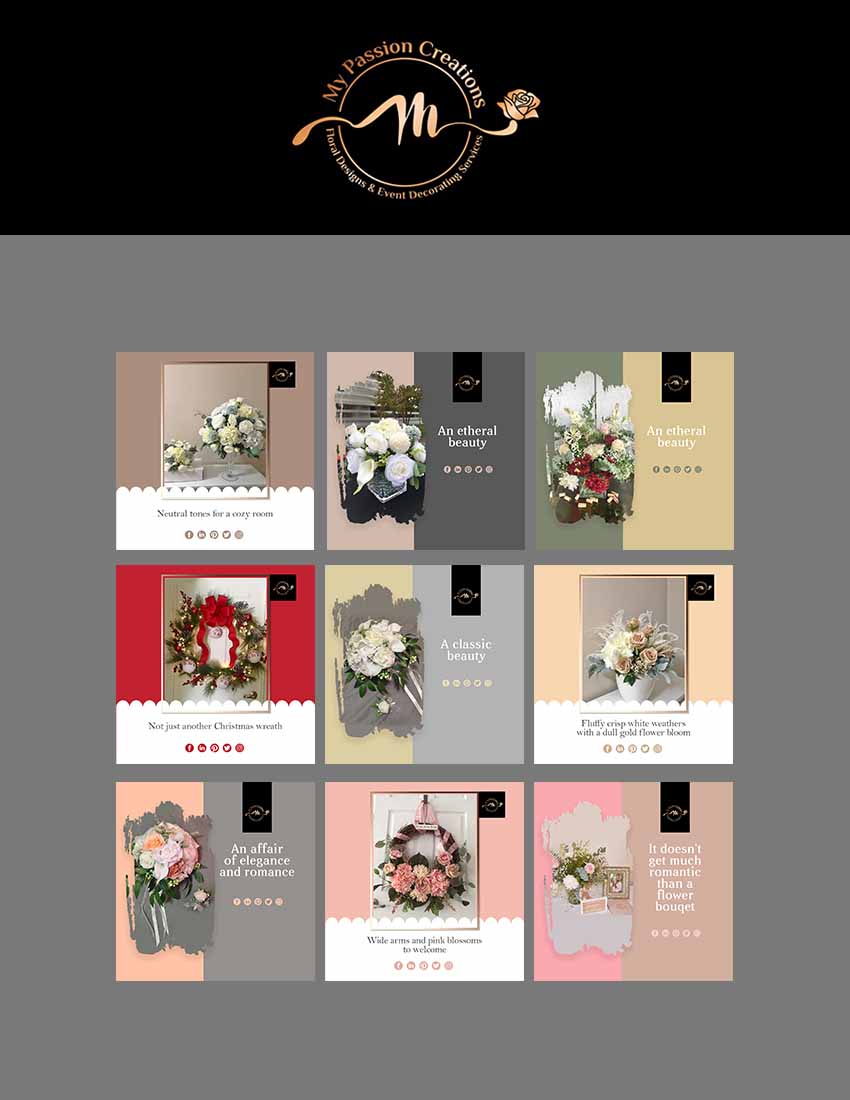 My Passion Creations
Floral Designs & Event Decorating Services
Neutral tones for a cozy room
An etheral
beauty
An etheral
beauty
Not just another Christmas wreath
A classic
beauty
Fluffy crisp white weathers
with a dull gold flower bloom
An affair
of elegance
and romance
Wide arms and pink blossoms
to welcome
It doesn't
get much
romantic
than a
flower
bouqet